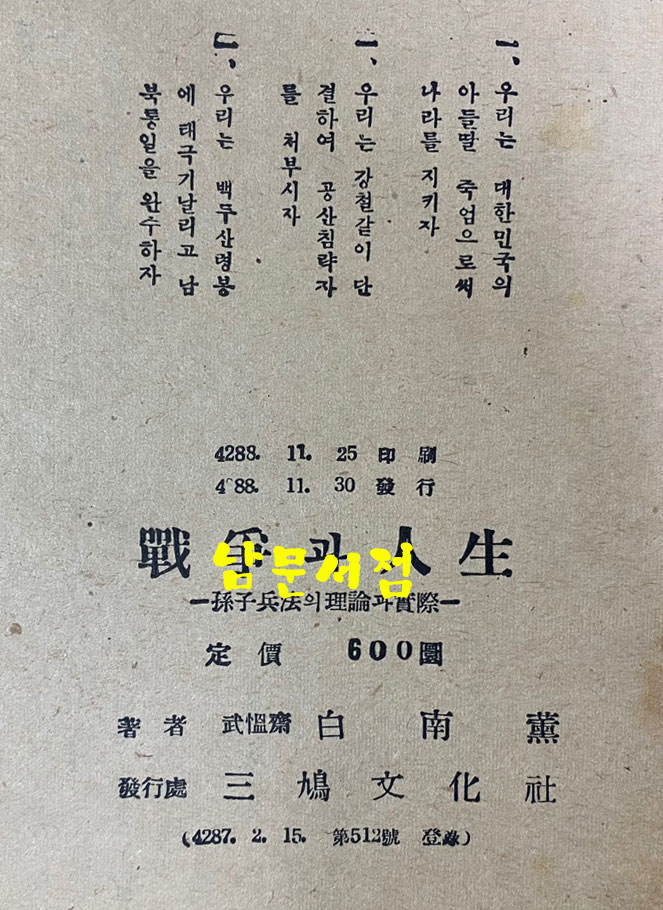 一、우리는 대한민국의
아들딸 죽엄으로써
나라를 지키자
一、우리는 강철같이 단
결하여 공산침략자
를 처부시자
一、우리는 백두산령봉
에 태극기날리고 남
북통일을 완수하자
4288. 11. 25 印刷
4288. 11. 30 發行
戰爭과人生
남문서점
—孫子兵法의理論과實際—
定價 600圜
著者 武慍齋 白南薰
發行處 三鳩文化社
(4287. 2. 15. 第512號 登錄)